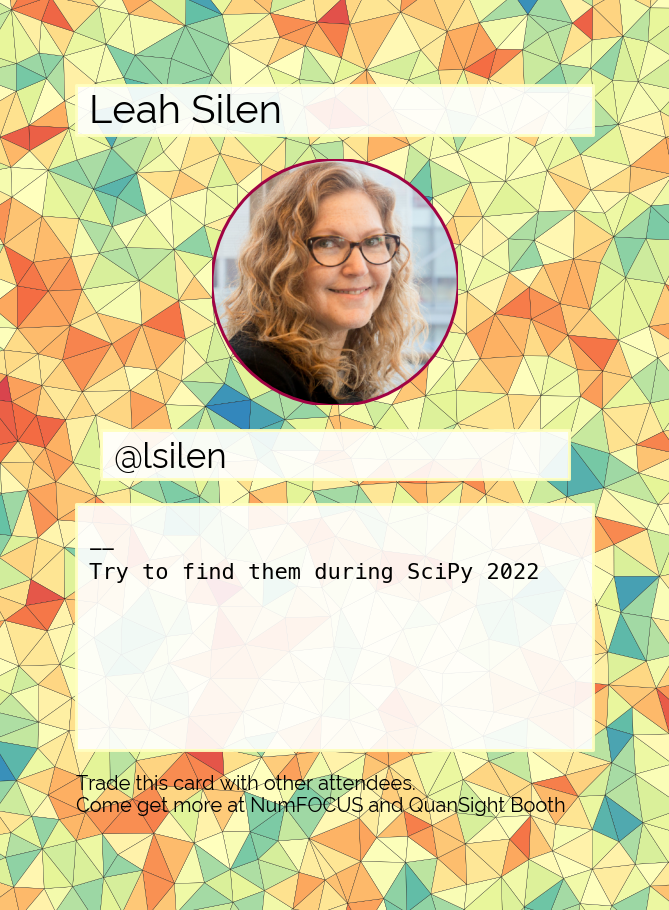 Leah Silen
@lsilen
——
Try to find them during SciPy 2022
Trade this card with other attendees.
Come get more at NumFOCUS and QuanSight Booth